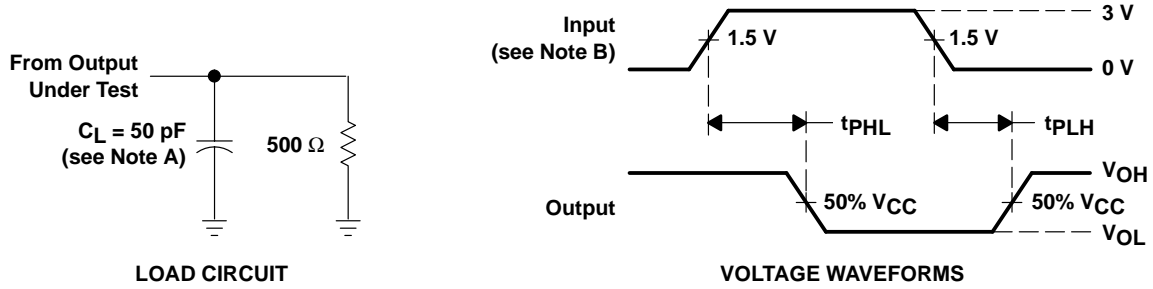 From Output
Under Test
CL = 50 pF
(see Note A)
500 Ω
LOAD CIRCUIT
Input
(see Note B)
1.5 V
1.5 V
3 V
0 V
tPHL
tPLH
Output
50% VCC
50% VCC
VOH
VOL
VOLTAGE WAVEFORMS